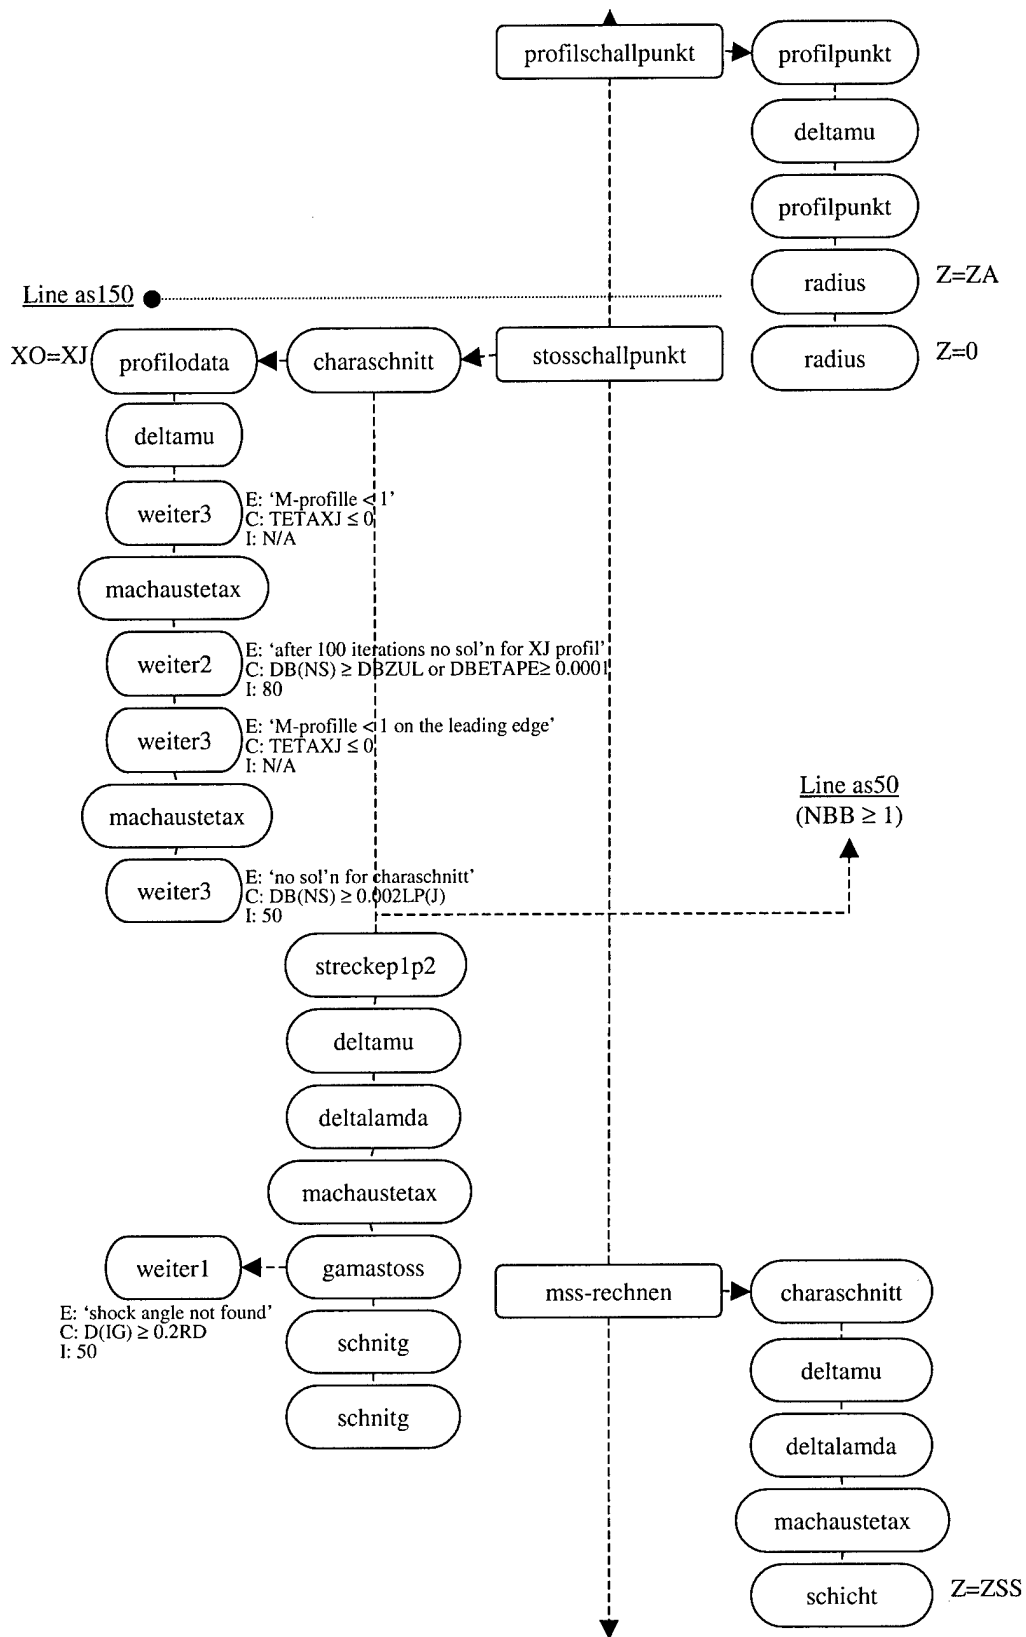 profilschallpunkt
profilpunkt
deltamu
profilpunkt
radius
Z=ZA
Line as150
XO=XJ
profilodata
charaschnitt
stosschallpunkt
radius
Z=0
deltamu
weiter3
E: ‘M-profille < 1’
C: TETAXJ ≤ 0
I: N/A
machaustetax
weiter2
E: ‘after 100 iterations no sol’n for XJ profil’
C: DB(NS) ≥ DBZUL or DBETAPE≥ 0.0001
I: 80
weiter3
E: ‘M-profille < 1 on the leading edge’
C: TETAXJ ≤ 0
I: N/A
machaustetax
Line as50
(NBB ≥ 1)
weiter3
E: ‘no sol’n for charaschnitt’
C: DB(NS) ≥ 0.002LP(J)
I: 50
streckep1p2
deltamu
deltalamda
machaustetax
weiter1
gamastoss
E: ‘shock angle not found’
C: D(IG) ≥ 0.2RD
I: 50
schnitg
schnitg
mss-rechnen
charaschnitt
deltamu
deltalamda
machaustetax
schicht
Z=ZSS